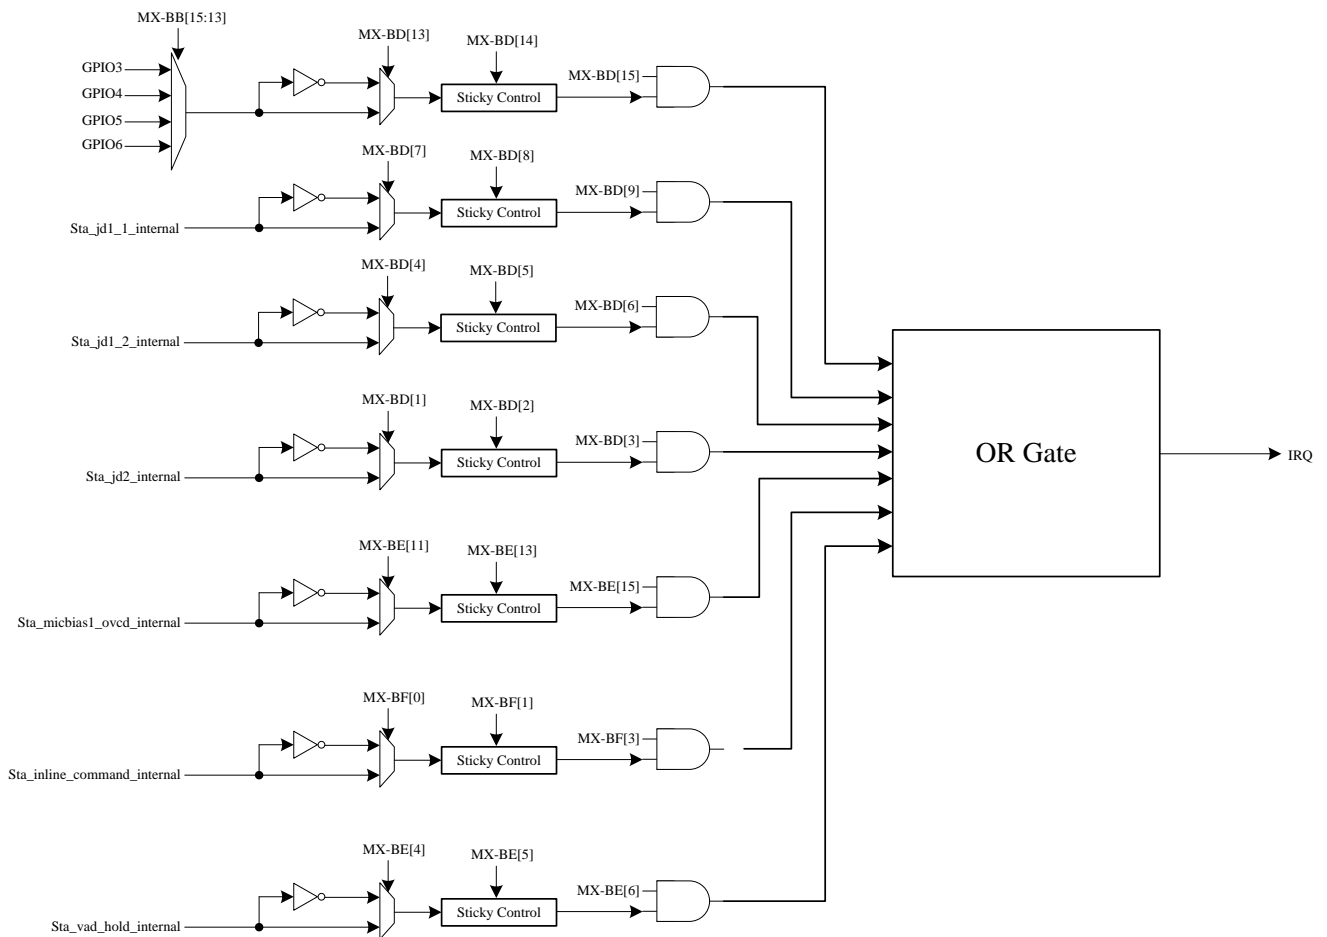 MX-BB[15:13]
MX-BD[13]
MX-BD[14]
GPIO3
GPIO4
GPIO5
GPIO6
Sticky Control
MX-BD[15]
MX-BD[7]
MX-BD[8]
MX-BD[9]
Sticky Control
Sta_jd1_1_internal
MX-BD[4]
MX-BD[5]
MX-BD[6]
Sticky Control
Sta_jd1_2_internal
MX-BD[1]
MX-BD[2]
MX-BD[3]
Sticky Control
Sta_jd2_internal
OR Gate
IRQ
MX-BE[11]
MX-BE[13]
MX-BE[15]
Sticky Control
Sta_micbias1_ovcd_internal
MX-BF[0]
MX-BF[1]
MX-BF[3]
Sticky Control
Sta_inline_command_internal
MX-BE[4]
MX-BE[5]
MX-BE[6]
Sticky Control
Sta_vad_hold_internal